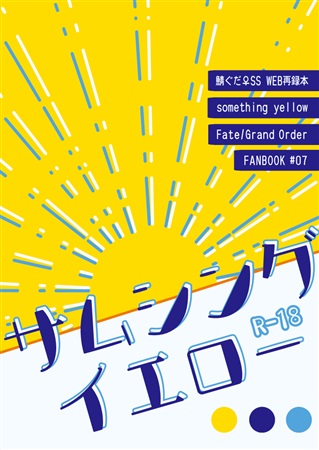 鯖ぐだ♀SS WEB再録本
something yellow
Fate/Grand Order
FANBOOK #07
サムシング
イエロー
R-18